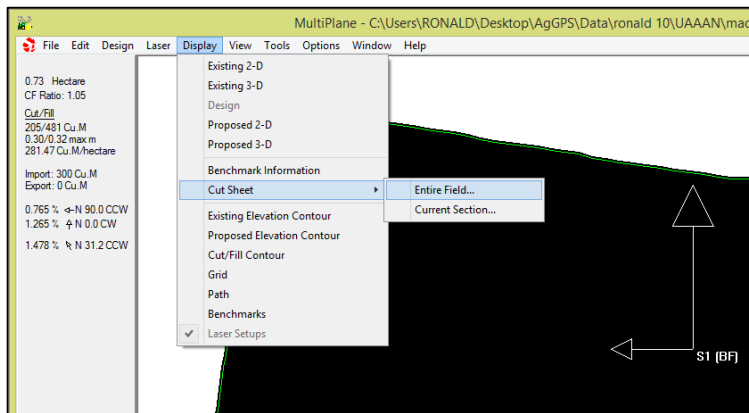 MultiPlane - C:\Users\RONALD\Desktop\AgGPS\Data\ronald 10\UAAAN\mac
File Edit Design Laser Display View Tools Options Window Help
0.73 Hectare
CF Ratio: 1.05
Cut/Fill
205/481 Cu.M
0.30/0.32 max m
281.47 Cu.M/hectare
Import: 300 Cu.M
Export: 0 Cu.M
0.765 % N 90.0 CCW
1.265 % N 0.0 CW
1.478 % N 31.2 CCW
Existing 2-D
Existing 3-D
Design
Proposed 2-D
Proposed 3-D
Benchmark Information
Cut Sheet
Existing Elevation Contour
Proposed Elevation Contour
Cut/Fill Contour
Grid
Path
Benchmarks
Laser Setups
Entire Field...
Current Section...
S1 (BF)